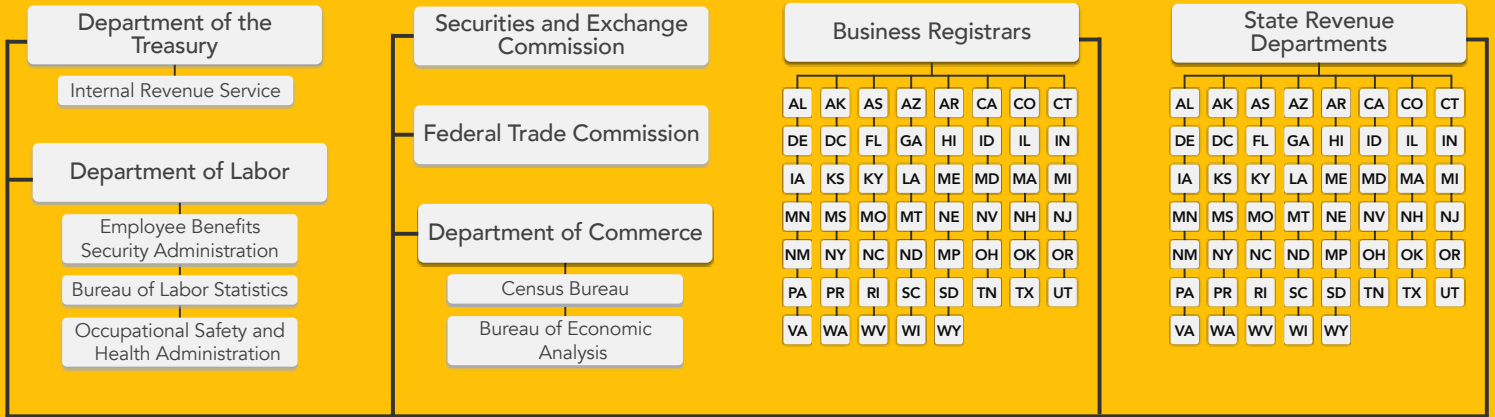 Department of the
Treasury
Internal Revenue Service
Department of Labor
Employee Benefits
Security Administration
Bureau of Labor Statistics
Occupational Safety and
Health Administration
Securities and Exchange
Commission
Federal Trade Commission
Department of Commerce
Census Bureau
Bureau of Economic
Analysis
Business Registrars
AL AK AS AZ AR CA CO CT
DE DC FL GA HI ID IL IN
IA KS KY LA ME MD MA MI
MN MS MO MT NE NV NH NJ
NM NY NC ND MP OH OK OR
PA PR RI SC SD TN TX UT
VA WA WV WI WY
State Revenue
Departments
AL AK AS AZ AR CA CO CT
DE DC FL GA HI ID IL IN
IA KS KY LA ME MD MA MI
MN MS MO MT NE NV NH NJ
NM NY NC ND MP OH OK OR
PA PR RI SC SD TN TX UT
VA WA WV WI WY